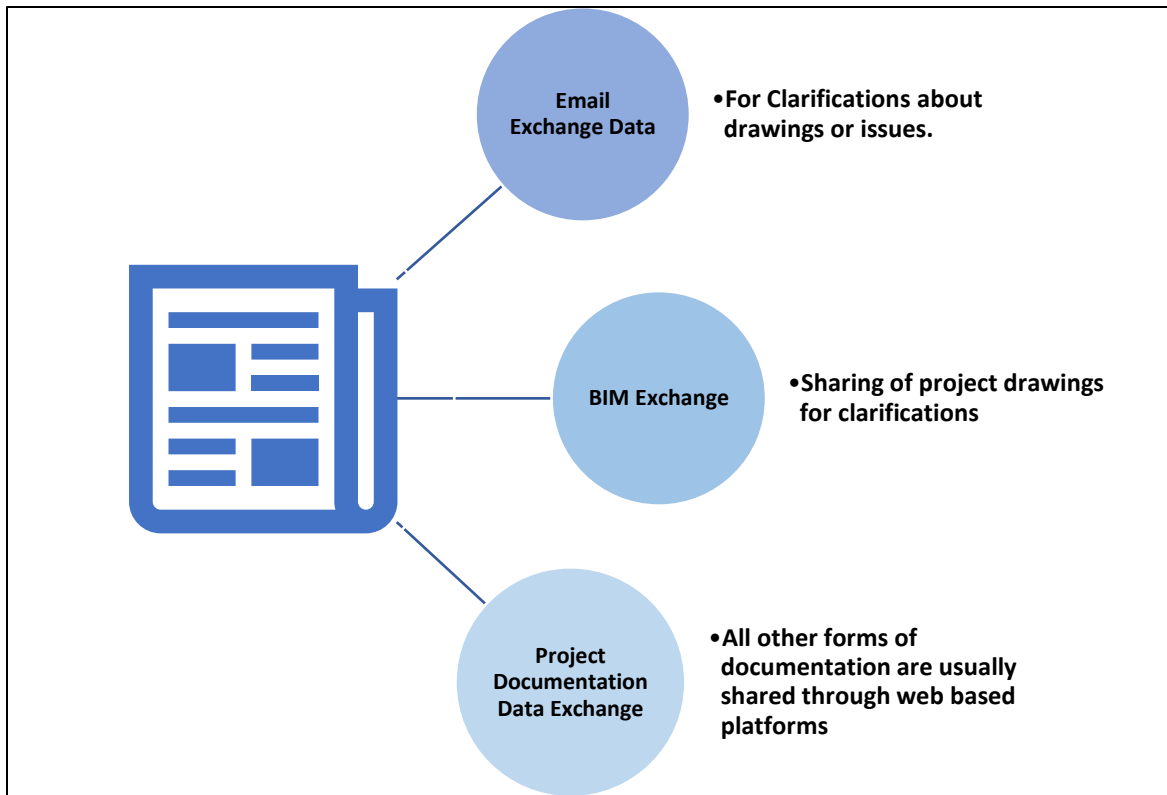 Email
Exchange Data
•For Clarifications about
drawings or issues.
BIM Exchange
•Sharing of project drawings
for clarifications
Project
Documentation
Data Exchange
•All other forms of
documentation are usually
shared through web based
platforms